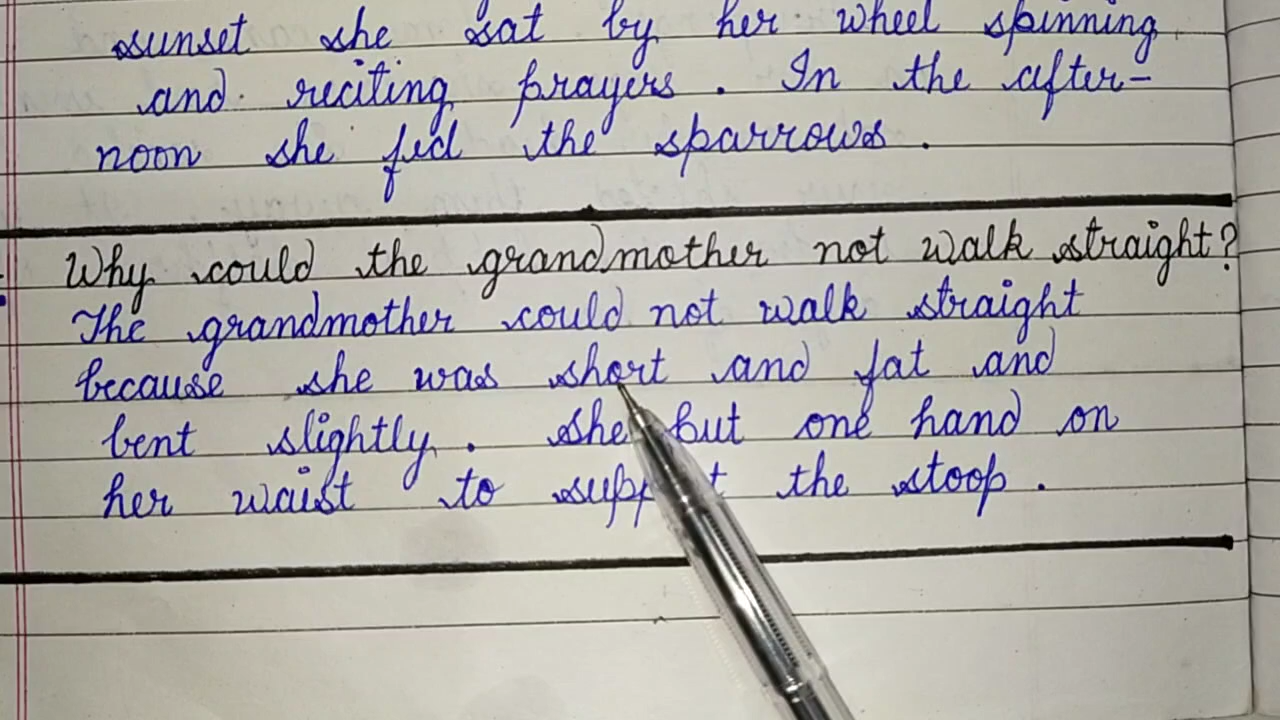 sunset she sat by her wheel spinning
and reciting prayers. In the after-
noon she fed the sparrows.
Why could the grandmother not walk straight?
The grandmother could not walk straight
because she was short and fat and
bent slightly. She but one hand on
her waist to the stoop.